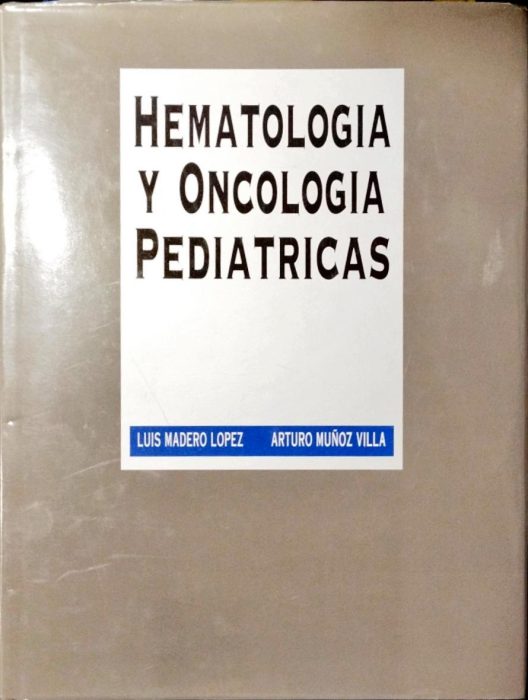 HEMATOLOGIA
Y ONCOLOGIA
PEDIATRICAS
LUIS MADERO LOPEZ ARTURO MUÑOZ VILLA